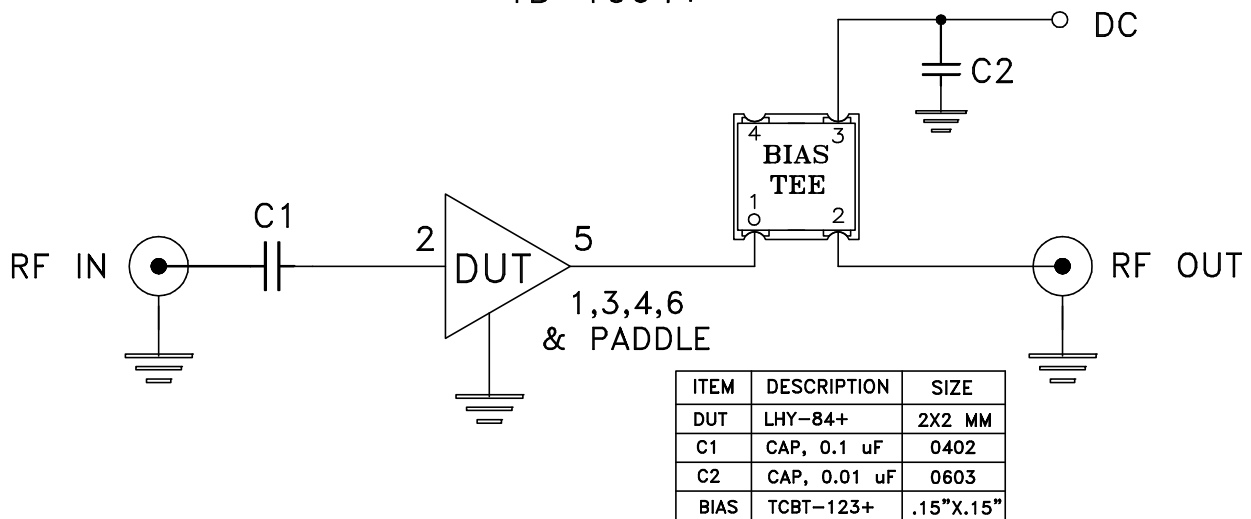 DC
C2
4 3
BIAS
TEE
1 2
C1
RF IN
2
DUT
5
RF OUT
1,3,4,6
& PADDLE
ITEM DESCRIPTION SIZE
DUT LHY-84+ 2X2 MM
C1 CAP, 0.1 uF 0402
C2 CAP, 0.01 uF 0603
BIAS TCBT-123+ .15"X.15"